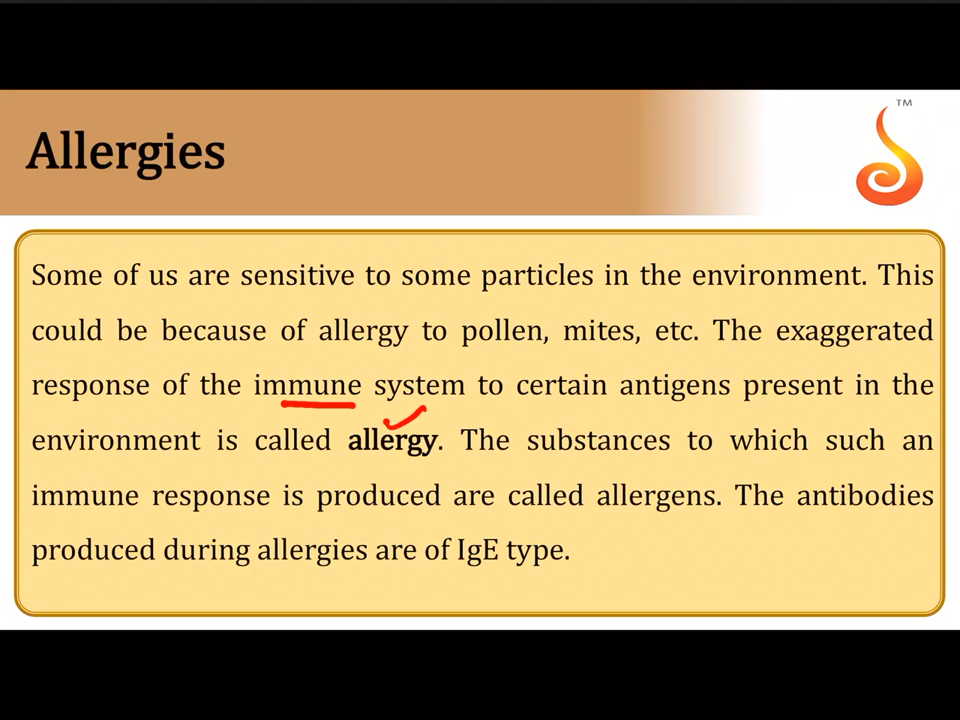 TM
Allergies
Some of us are sensitive to some particles in the environment. This
could be because of allergy to pollen, mites, etc. The exaggerated
response of the immune system to certain antigens present in the
environment is called allergy. The substances to which such an
immune response is produced are called allergens. The antibodies
produced during allergies are of IgE type.